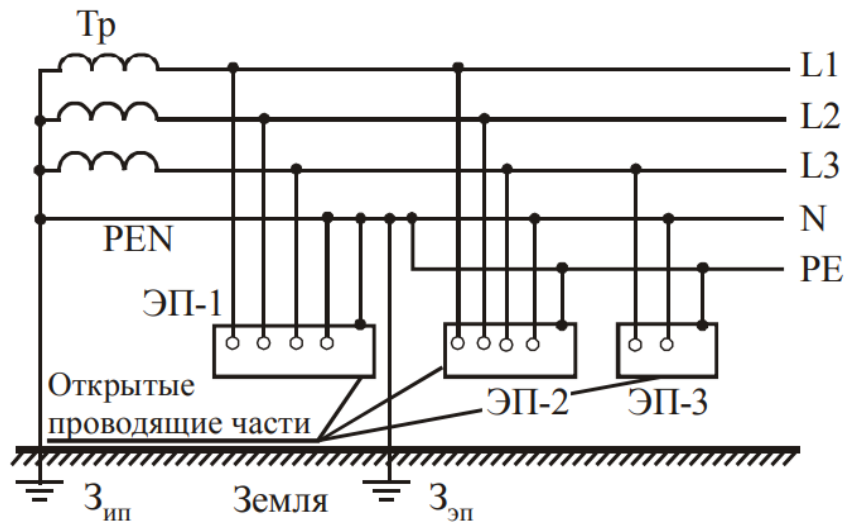 Тр
L1
L2
L3
N
PEN
PE
ЭП-1
Открытые
проводящие части
ЭП-2
ЭП-3
Зип
Земля
Зэп